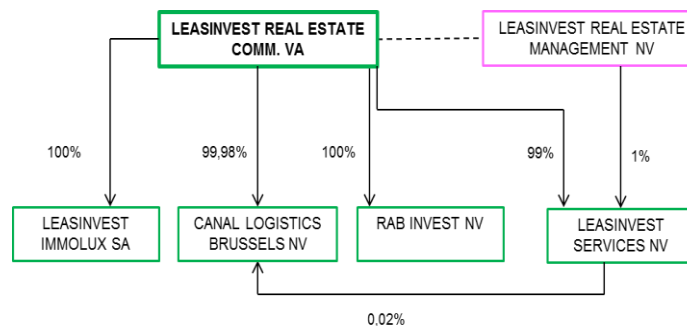 LEASINVEST REAL ESTATE
COMM. VA
LEASINVEST REAL ESTATE
MANAGEMENT NV
100%
99,98%
100%
99%
1%
LEASINVEST
IMMOLUX SA
CANAL LOGISTICS
BRUSSELS NV
RAB INVEST NV
LEASINVEST
SERVICES NV
0,02%